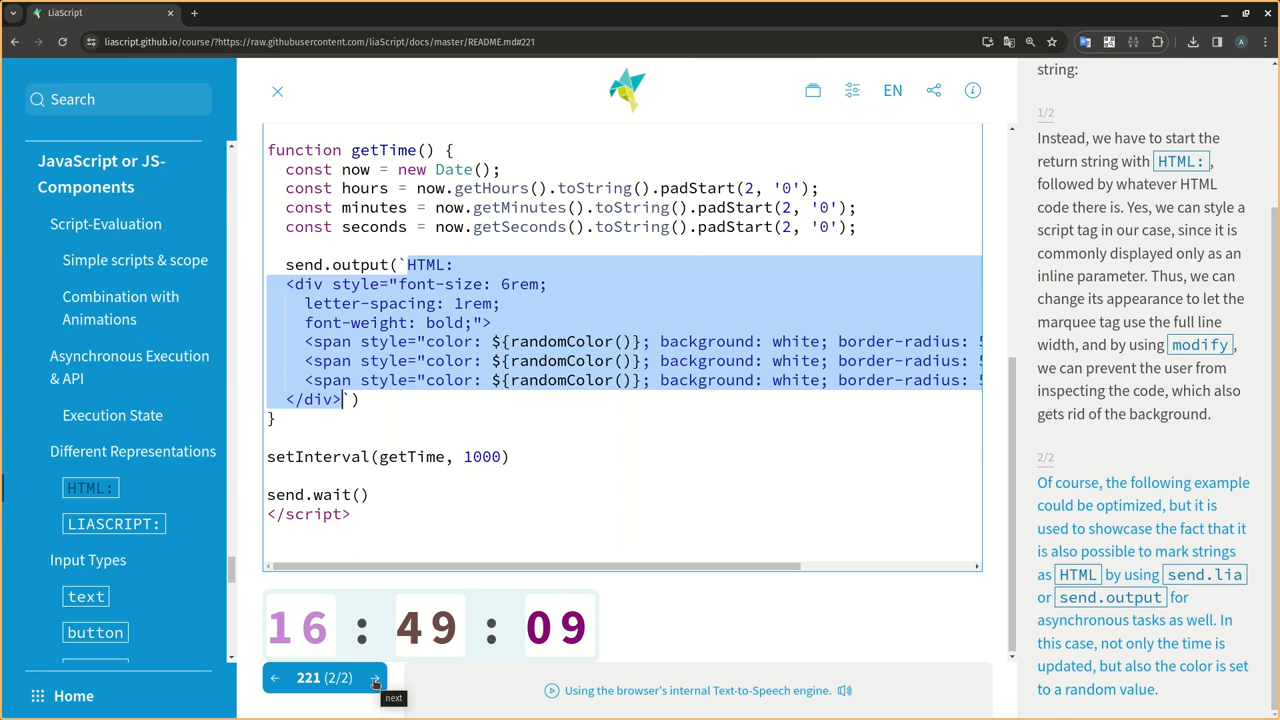 LiaScript
liascript.github.io/course/?https://raw.githubusercontent.com/liaScript/docs/master/README.md#221
A
Search
JavaScript or JS-
Components
Script-Evaluation
Simple scripts & scope
Combination with
Animations
Asynchronous Execution
& API
Execution State
Different Representations
HTML:
LIASCRIPT:
Input Types
text
button
Home
EN
function getTime() {
const now = new Date();
const hours = now.getHours().toString().padStart(2, '0');
const minutes = now.getMinutes().toString().padStart(2, '0');
const seconds = now.getSeconds().toString().padStart(2, '0');
send.output(`HTML:
<div style="font-size: 6rem;
letter-spacing: 1rem;
font-weight: bold;">
<span style="color: ${randomColor()}; background: white; border-radius: 5
<span style="color: ${randomColor()}; background: white; border-radius: 5
<span style="color: ${randomColor()}; background: white; border-radius: 5
</div>`)
}
setInterval(getTime, 1000)
send.wait()
</script>
16 : 49 : 09
221 (2/2)
next
Using the browser's internal Text-to-Speech engine.
string:
1/2
Instead, we have to start the
return string with HTML: ,
followed by whatever HTML
code there is. Yes, we can style a
script tag in our case, since it is
commonly displayed only as an
inline parameter. Thus, we can
change its appearance to let the
marquee tag use the full line
width, and by using modify ,
we can prevent the user from
inspecting the code, which also
gets rid of the background.
2/2
Of course, the following example
could be optimized, but it is
used to showcase the fact that it
is also possible to mark strings
as HTML by using send.lia
or send.output for
asynchronous tasks as well. In
this case, not only the time is
updated, but also the color is set
to a random value.